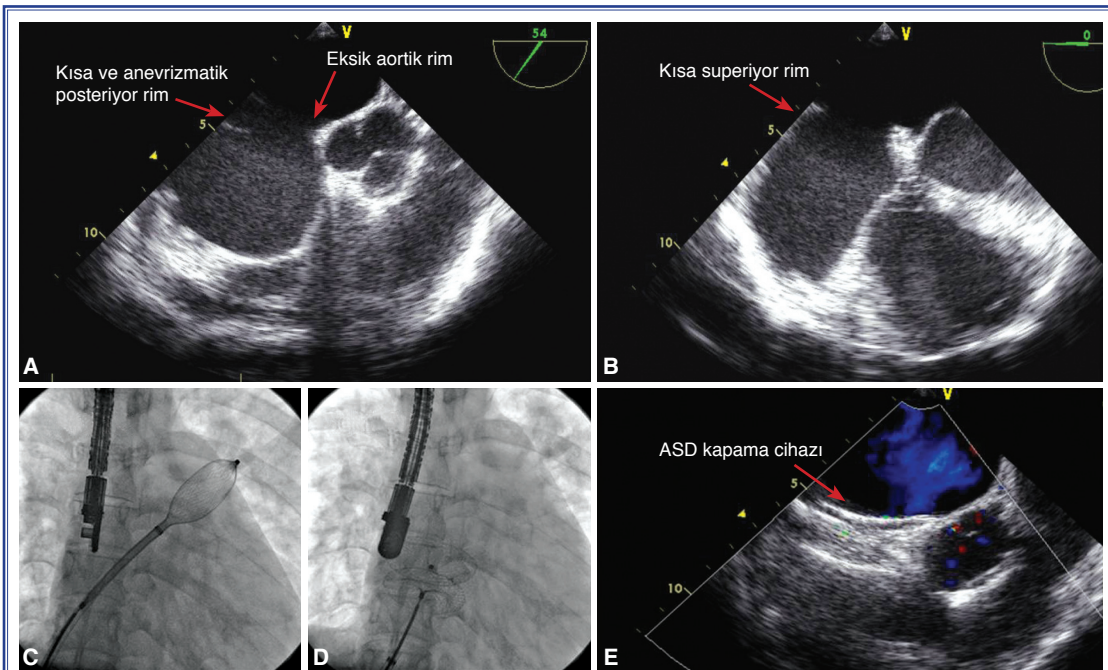 V
54
Kısa ve anevrizmatik
posteriyor rim
Eksik aortik rim
5
10
A
V
0
Kısa superiyor rim
5
10
B
C
D
V
ASD kapama cihazı
5
10
E